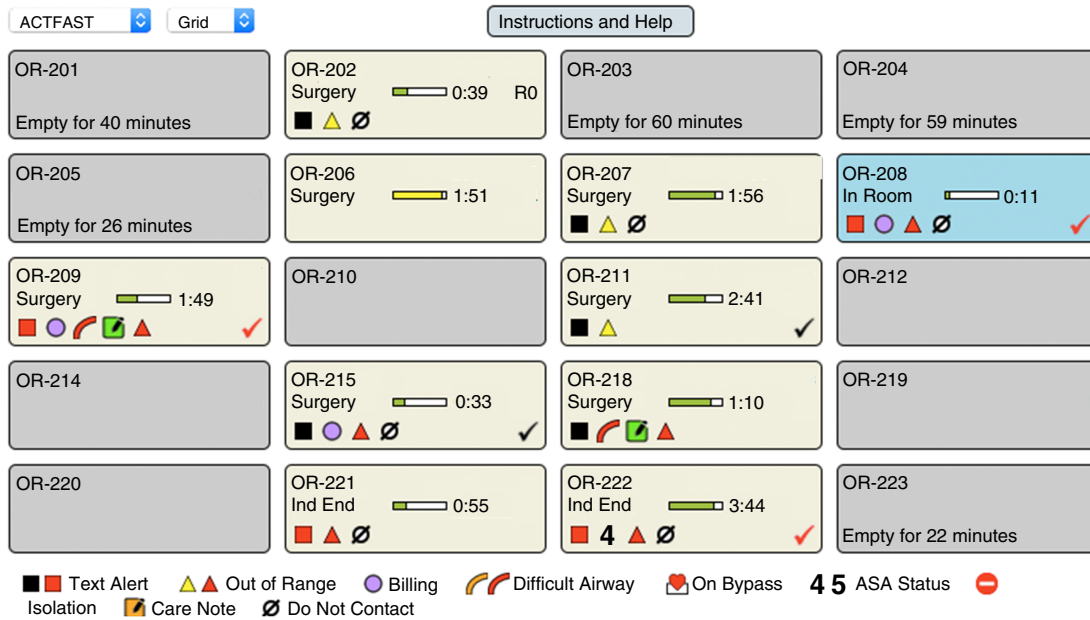 ACTFAST Grid Instructions and Help
OR-201
Empty for 40 minutes
OR-202
Surgery 0:39 R0
OR-203
Empty for 60 minutes
OR-204
Empty for 59 minutes
OR-205
Empty for 26 minutes
OR-206
Surgery 1:51
OR-207
Surgery 1:56
OR-208
In Room 0:11
OR-209
Surgery 1:49
OR-210
OR-211
Surgery 2:41
OR-212
OR-214
OR-215
Surgery 0:33
OR-218
Surgery 1:10
OR-219
OR-220
OR-221
Ind End 0:55
OR-222
Ind End 3:44
4
OR-223
Empty for 22 minutes
Text Alert Out of Range Billing Difficult Airway On Bypass 4 5 ASA Status
Isolation Care Note Do Not Contact